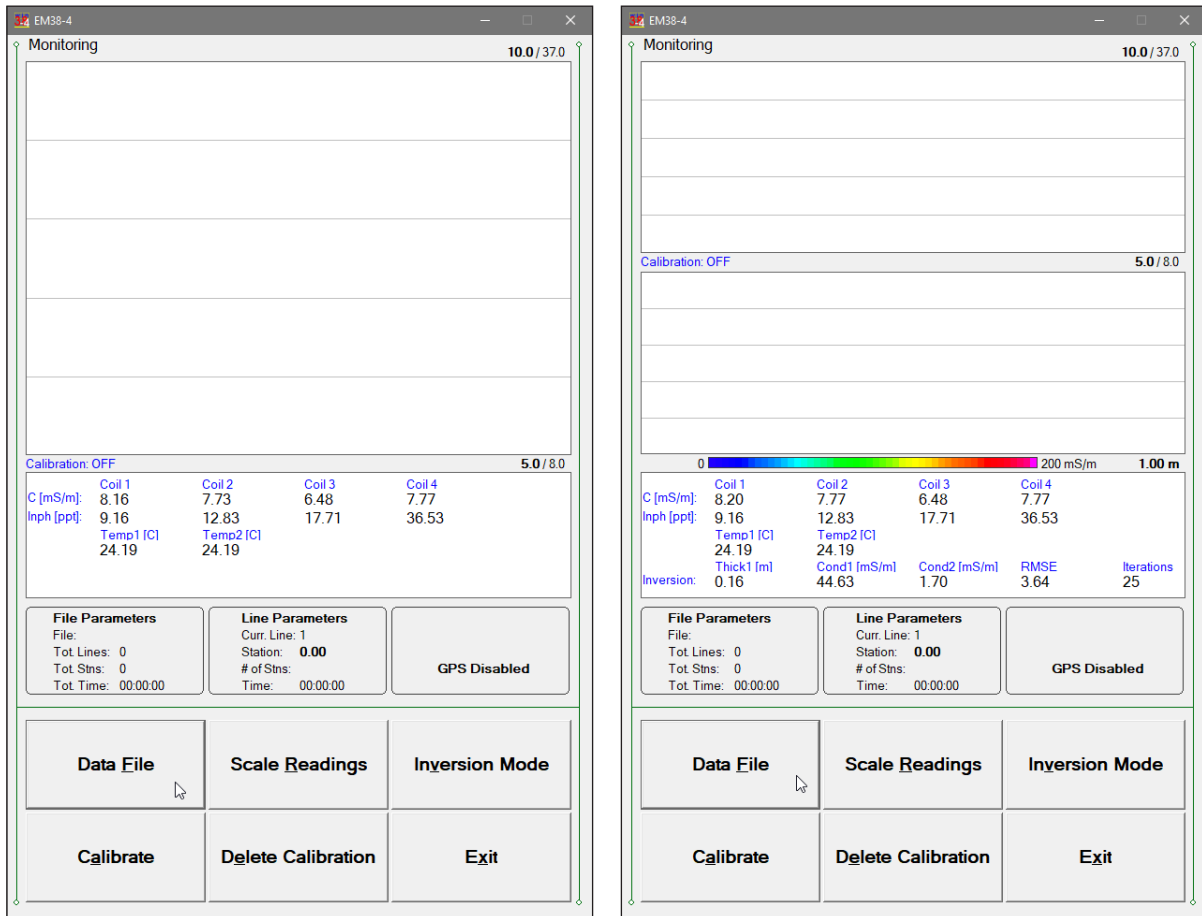 EM38-4
Monitoring
10.0 / 37.0
Calibration: OFF
5.0 / 8.0
Coil 1 Coil 2 Coil 3 Coil 4
C [mS/m]: 8.16 7.73 6.48 7.77
Inph [ppt]: 9.16 12.83 17.71 36.53
Temp1 [C] Temp2 [C]
24.19 24.19
File Parameters
File:
Tot. Lines: 0
Tot. Stns: 0
Tot. Time: 00:00:00
Line Parameters
Curr. Line: 1
Station: 0.00
# of Stns:
Time: 00:00:00
GPS Disabled
Data File
Scale Readings
Inversion Mode
Calibrate
Delete Calibration
Exit
EM38-4
Monitoring
10.0 / 37.0
Calibration: OFF
5.0 / 8.0
0 200 mS/m 1.00 m
Coil 1 Coil 2 Coil 3 Coil 4
C [mS/m]: 8.20 7.77 6.48 7.77
Inph [ppt]: 9.16 12.83 17.71 36.53
Temp1 [C] Temp2 [C]
24.19 24.19
Thick1 [m] Cond1 [mS/m] Cond2 [mS/m] RMSE Iterations
Inversion: 0.16 44.63 1.70 3.64 25
File Parameters
File:
Tot. Lines: 0
Tot. Stns: 0
Tot. Time: 00:00:00
Line Parameters
Curr. Line: 1
Station: 0.00
# of Stns:
Time: 00:00:00
GPS Disabled
Data File
Scale Readings
Inversion Mode
Calibrate
Delete Calibration
Exit